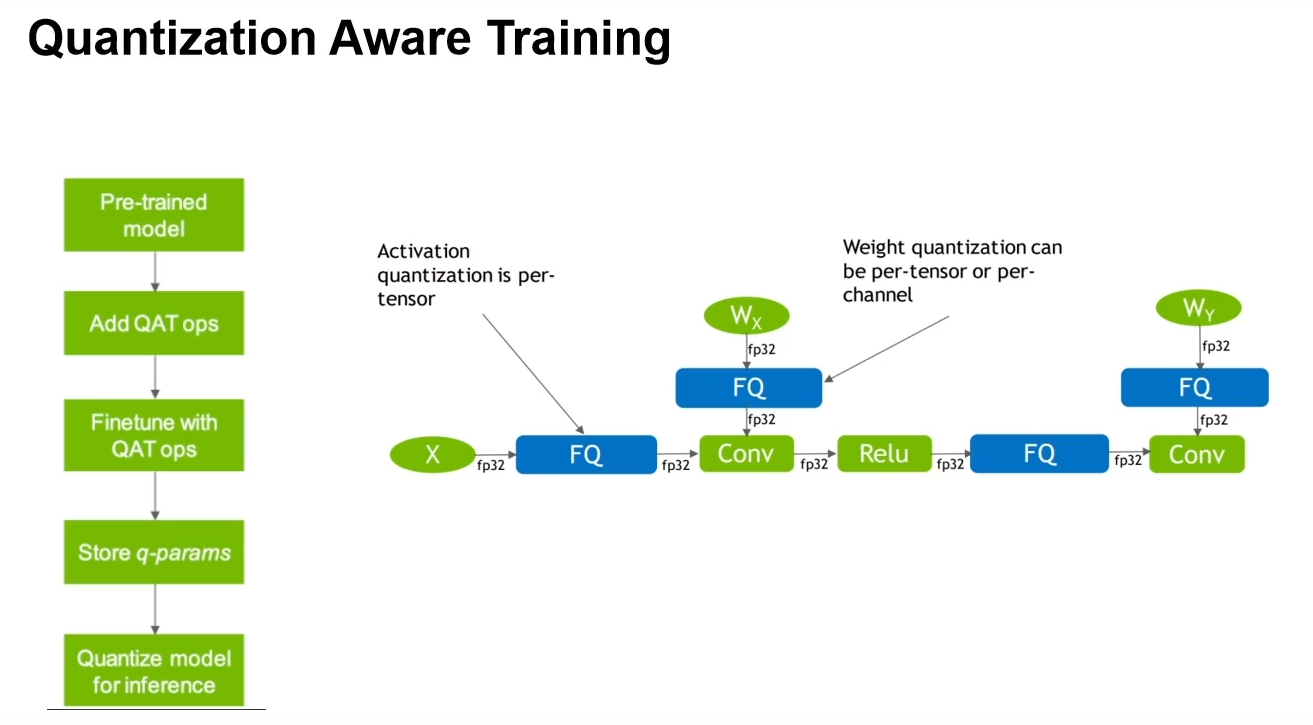 Quantization Aware Training
Pre-trained
model
Add QAT ops
Finetune with
QAT ops
Store q-params
Quantize model
for inference
Activation
quantization is per-
tensor
Weight quantization can
be per-tensor or per-
channel
WX
fp32
FQ
fp32
X
fp32
FQ
fp32
Conv
fp32
Relu
fp32
FQ
fp32
Conv
WY
fp32
FQ
fp32